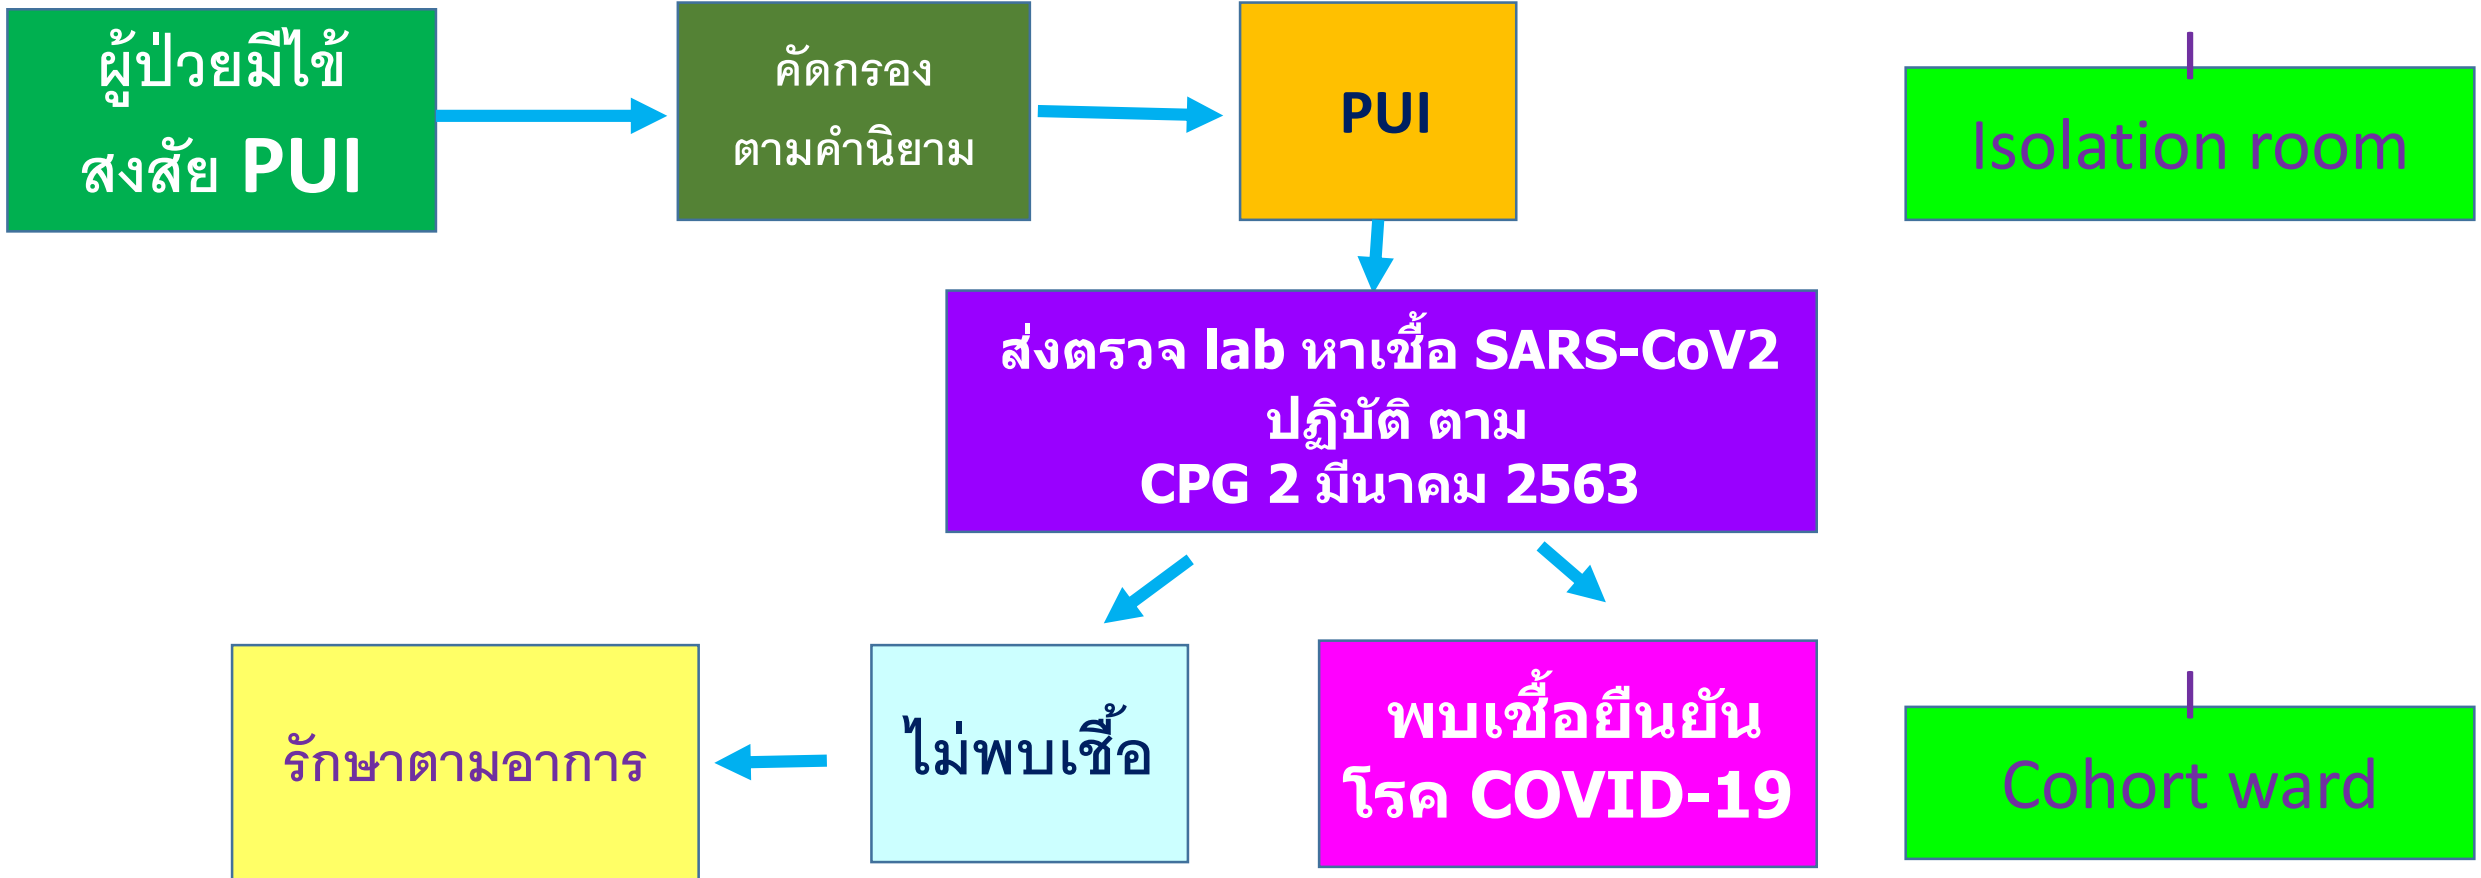 ผู้ป่วยมีไข้
สงสัย PUI
คัดกรอง
ตามคำนิยาม
PUI
Isolation room
ส่งตรวจ lab หาเชื้อ SARS-CoV2
ปฏิบัติ ตาม
CPG 2 มีนาคม 2563
รักษาตามอาการ
ไม่พบเชื้อ
พบเชื้อยืนยัน
โรค COVID-19
Cohort ward